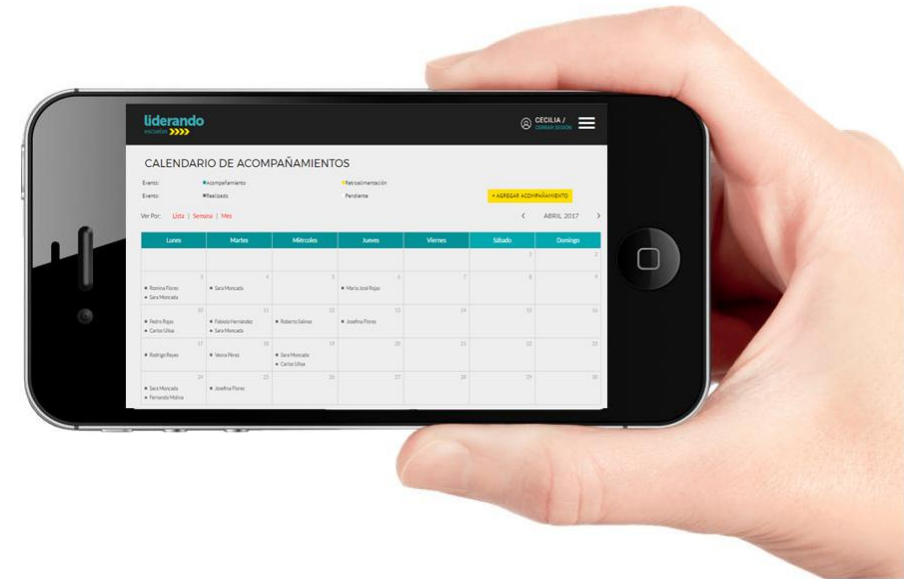 liderando
escuelas
CECILIA /
CERRAR SESIÓN
CALENDARIO DE ACOMPAÑAMIENTOS
Evento: Acompañamiento Retroalimentación
Evento: Realizado Pendiente
+ AGREGAR ACOMPAÑAMIENTO
Ver Por: Lista | Semana | Mes
< ABRIL 2017 >
Lunes Martes Miércoles Jueves Viernes Sábado Domingo
1 2
3 4 5 6 7 8 9
Romina Flores Sara Moncada María José Rojas
Sara Moncada
10 11 12 13 14 15 16
Pedro Rojas Fabiola Hernández Roberto Salinas Josefina Flores
Carlos Ulloa Sara Moncada
17 18 19 20 21 22 23
Rodrigo Reyes Pérez Sara Moncada
Carlos Ulloa
24 25 26 27 28 29 30
Sara Moncada Josefina Flores
Fernanda Molina